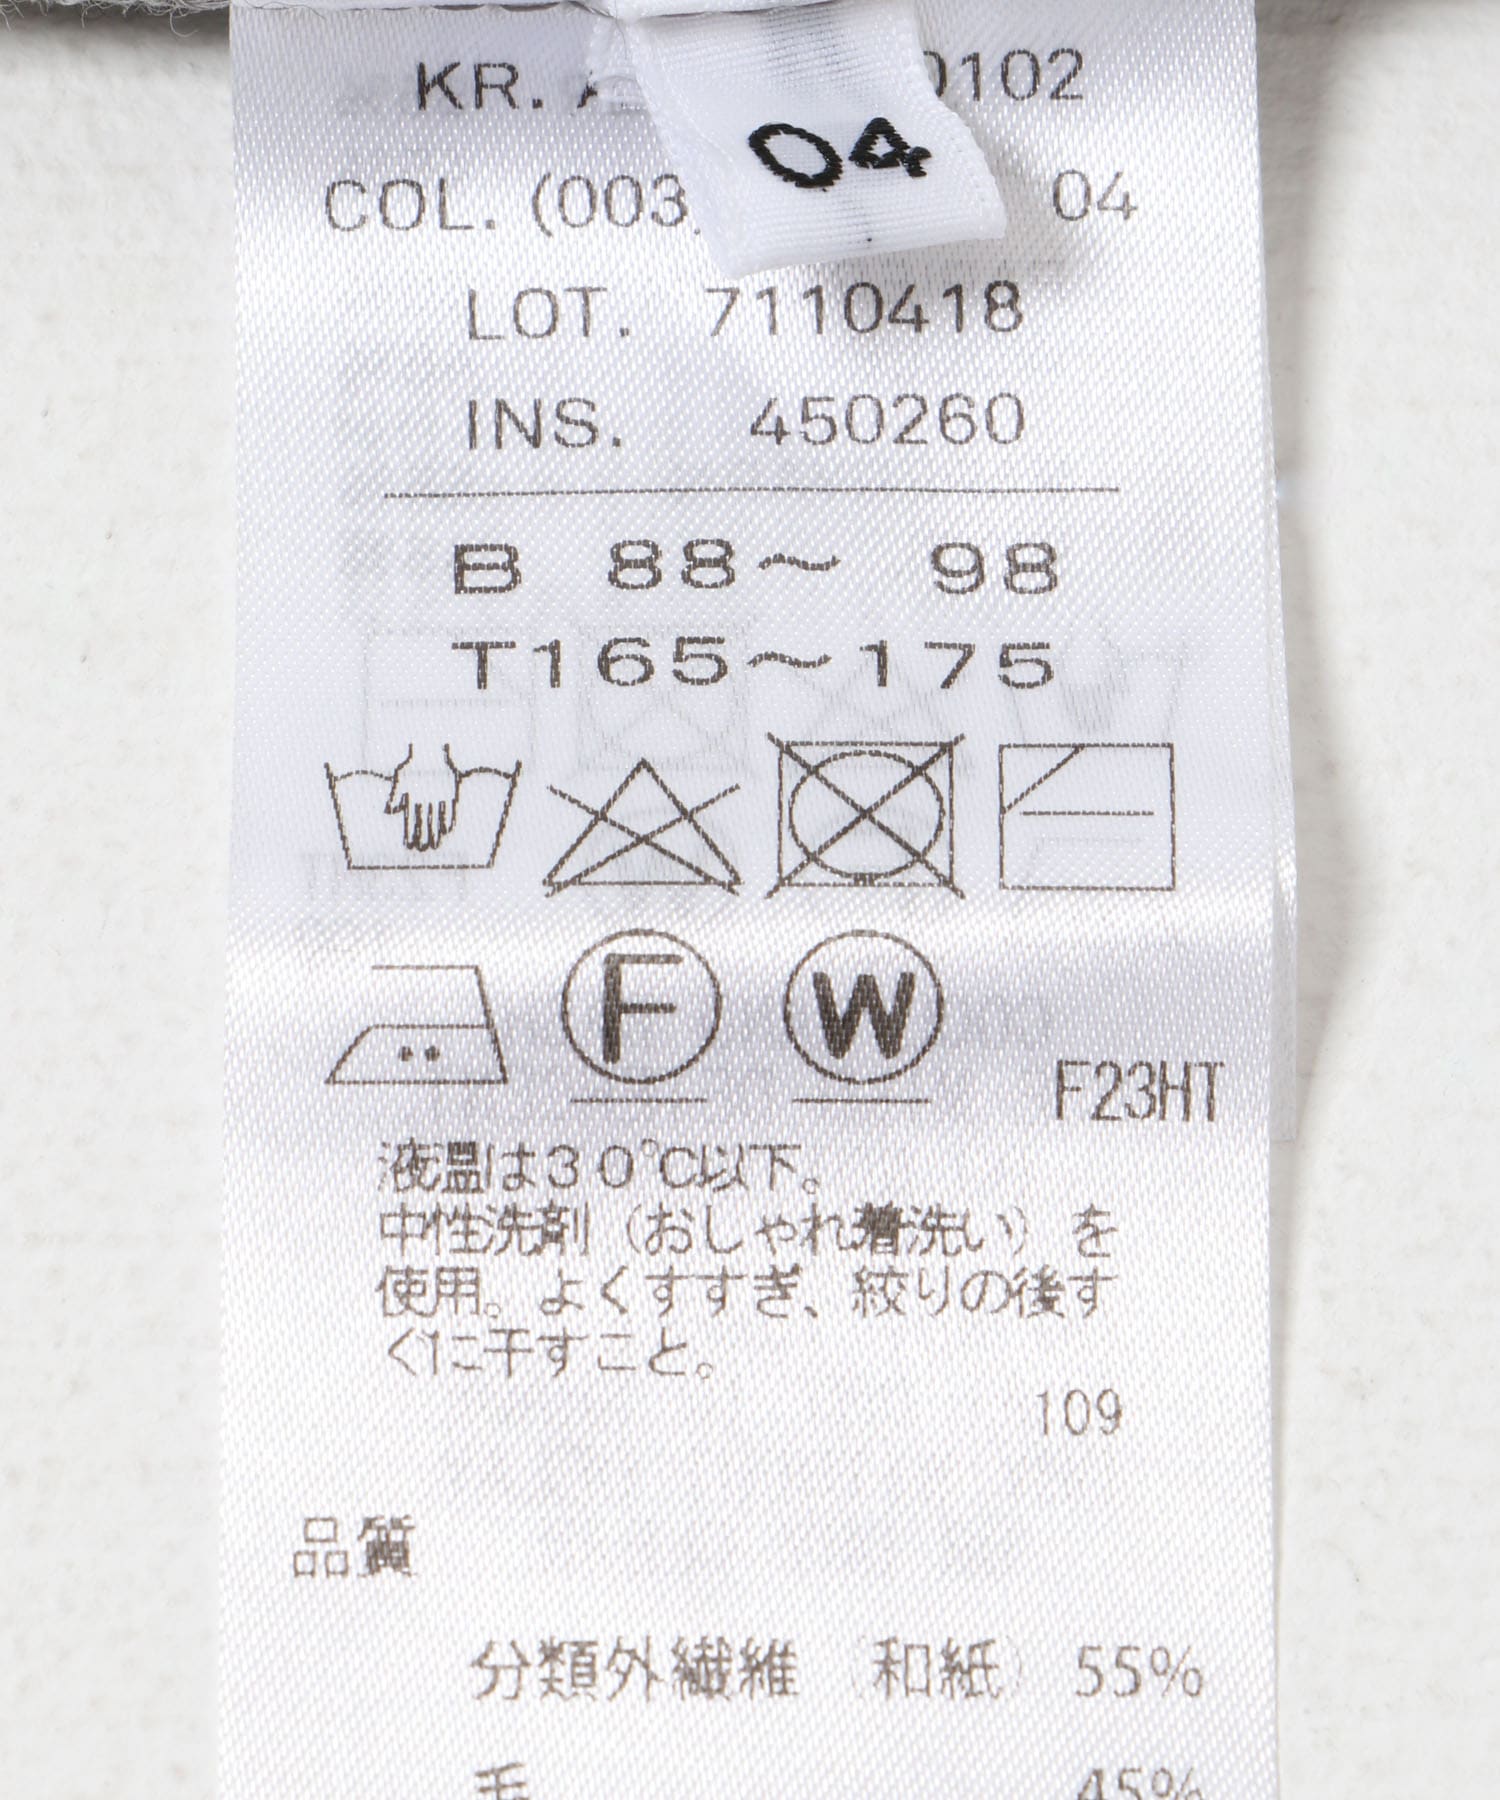 KR. 0102
04
COL. (003 04
LOT. 7110418
INS. 450260
B 88～ 98
T165～175
F W
F23HT
液温は30℃以下。
中性洗剤（おしゃれ着洗い）を
使用。よくすすぎ、絞りの後す
ぐに干すこと。
109
品質
分類外繊維（和紙） 55%
毛 45%